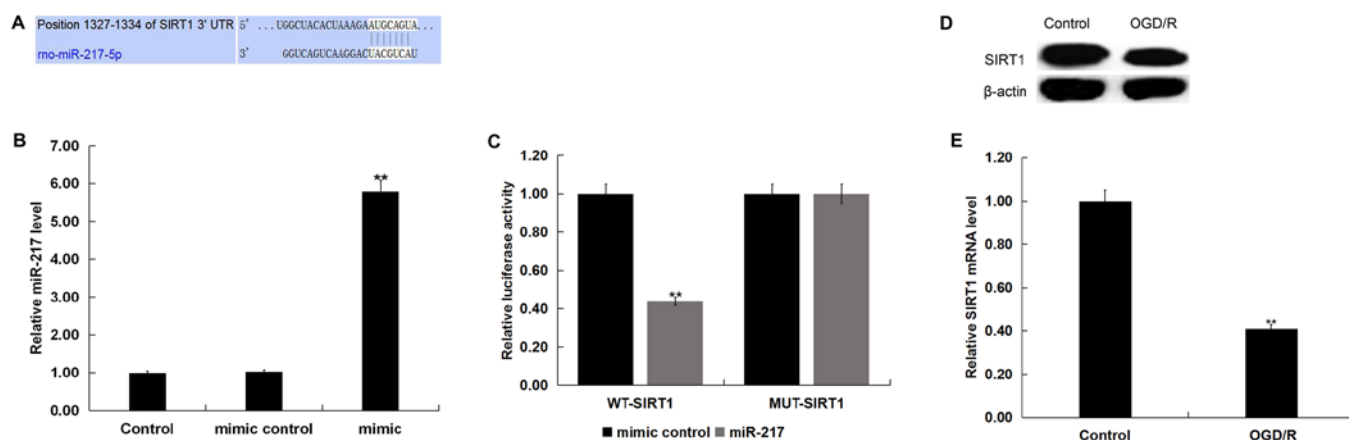 A
Position 1327-1334 of SIRT1 3' UTR 5' ...UGGCUACACUAAAGAAUGCAGUA...
rno-miR-217-5p 3' GGUCAGUCAAGGACUACGUCAU
B
Relative miR-217 level
7.00
6.00
5.00
4.00
3.00
2.00
1.00
0.00
**
Control mimic control mimic
C
Relative luciferase activity
1.20
1.00
0.80
0.60
0.40
0.20
0.00
**
WT-SIRT1 MUT-SIRT1
mimic control miR-217
D
Control OGD/R
SIRT1
β-actin
E
Relative SIRT1 mRNA level
1.20
1.00
0.80
0.60
0.40
0.20
0.00
**
Control OGD/R